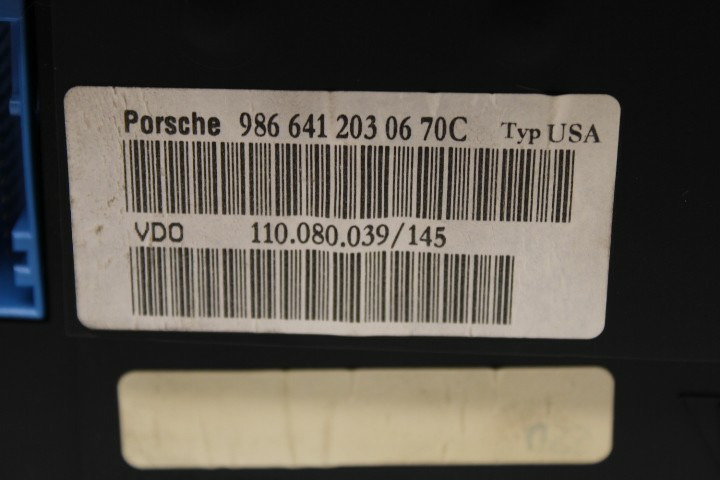 Porsche 986 641 203 06 70C Typ USA
VDO 110.080.039/145